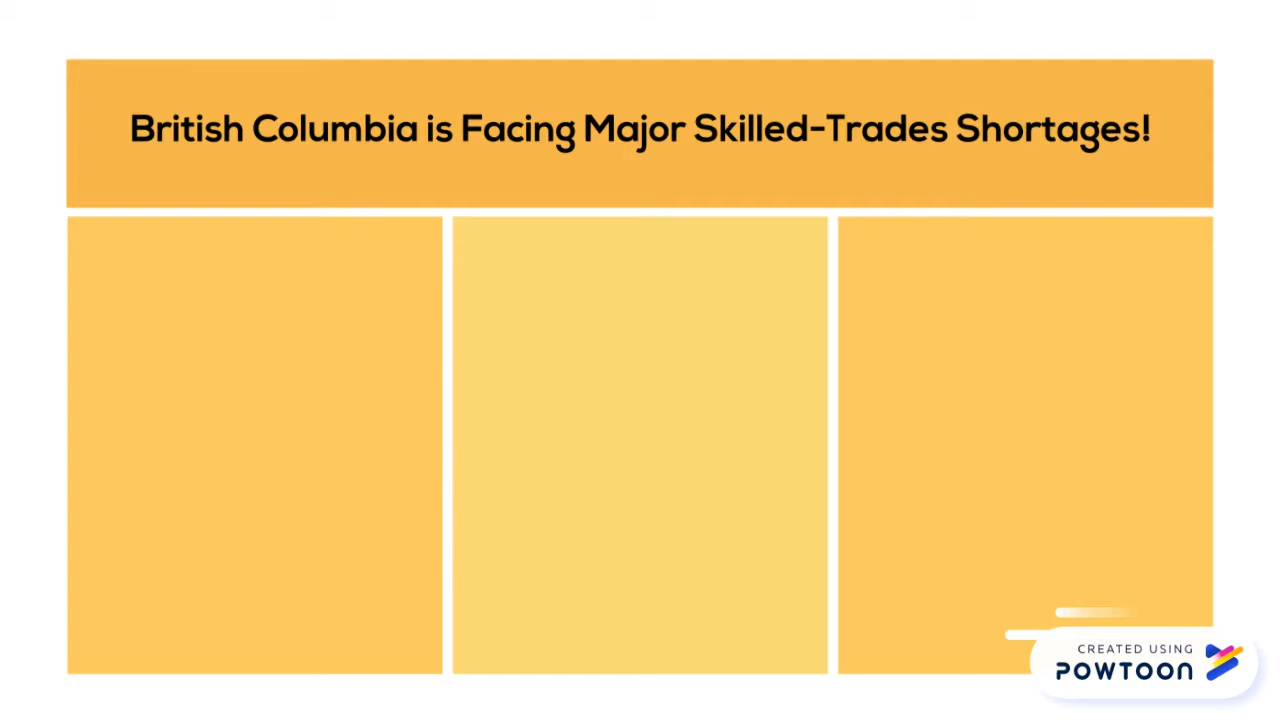 British Columbia is Facing Major Skilled-Trades Shortages!
CREATED USING
POWTOON